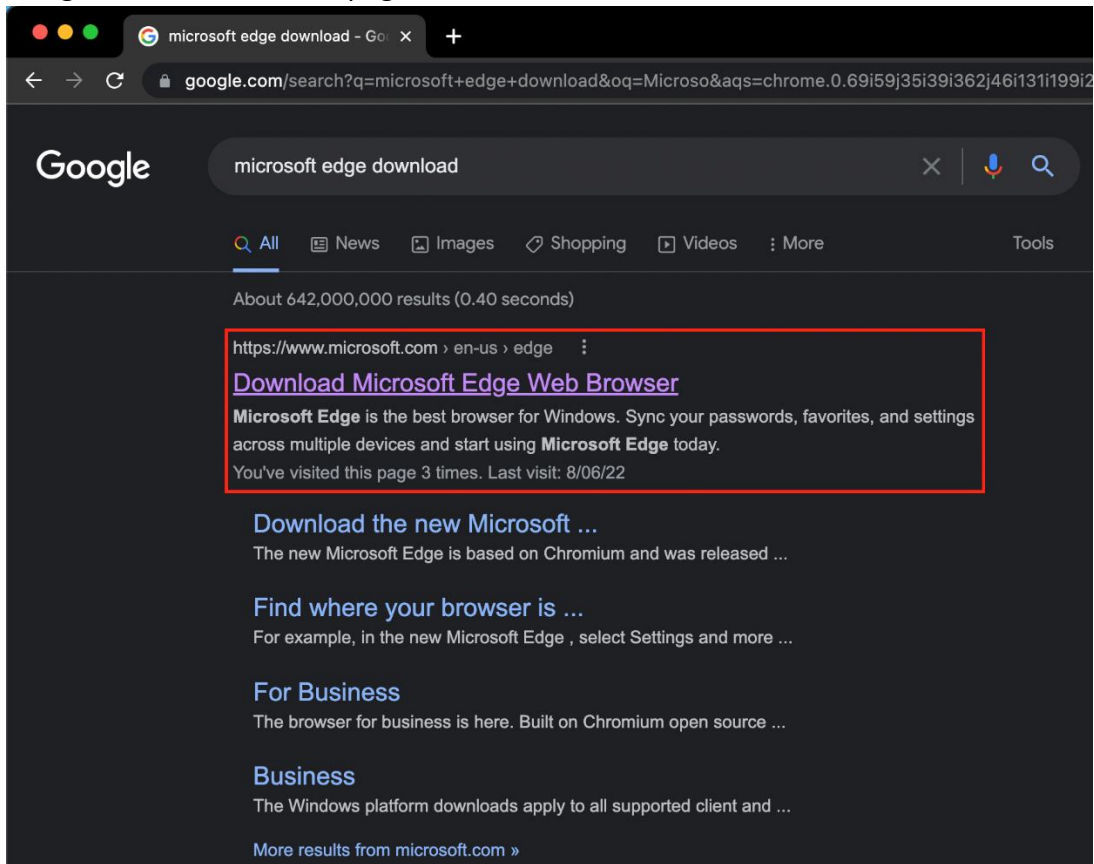 microsoft edge download - Goo
google.com/search?q=microsoft+edge+download&oq=Microso&aqs=chrome.0.69i59j35i39i362j46i131i199i2
Google
microsoft edge download
All News Images Shopping Videos More Tools
About 642,000,000 results (0.40 seconds)
https://www.microsoft.com › en-us › edge
Download Microsoft Edge Web Browser
Microsoft Edge is the best browser for Windows. Sync your passwords, favorites, and settings
across multiple devices and start using Microsoft Edge today.
You've visited this page 3 times. Last visit: 8/06/22
Download the new Microsoft ...
The new Microsoft Edge is based on Chromium and was released ...
Find where your browser is ...
For example, in the new Microsoft Edge , select Settings and more ...
For Business
The browser for business is here. Built on Chromium open source ...
Business
The Windows platform downloads apply to all supported client and ...
More results from microsoft.com »